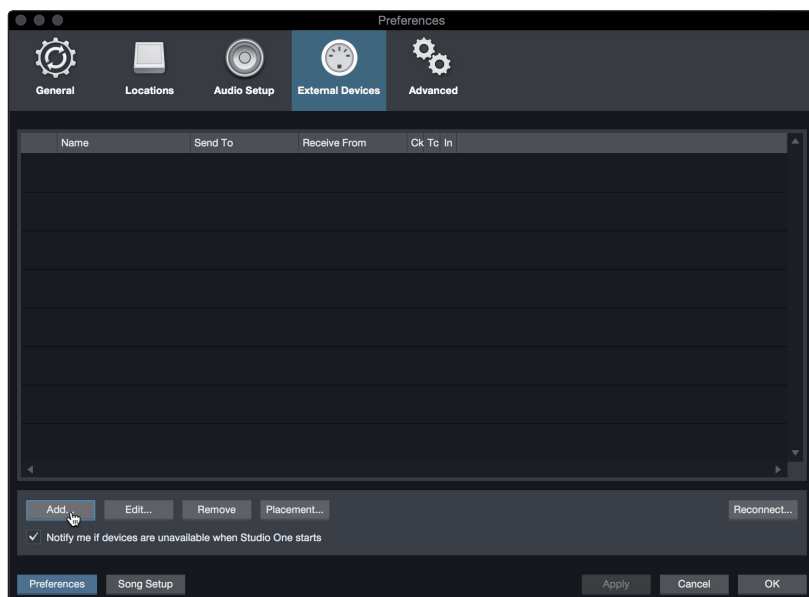 Preferences
General Locations Audio Setup External Devices Advanced
Name Send To Receive From Ck Tc In
Add... Edit... Remove Placement... Reconnect...
Notify me if devices are unavailable when Studio One starts
Preferences Song Setup Apply Cancel OK